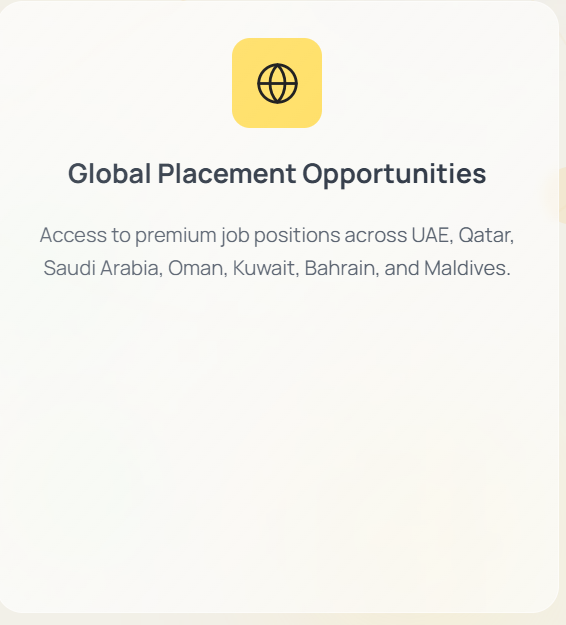 Global Placement Opportunities
Access to premium job positions across UAE, Qatar,
Saudi Arabia, Oman, Kuwait, Bahrain, and Maldives.